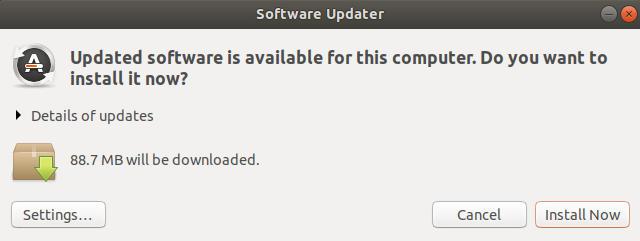 Software Updater
Updated software is available for this computer. Do you want to
install it now?
Details of updates
88.7 MB will be downloaded.
Settings...
Cancel
Install Now